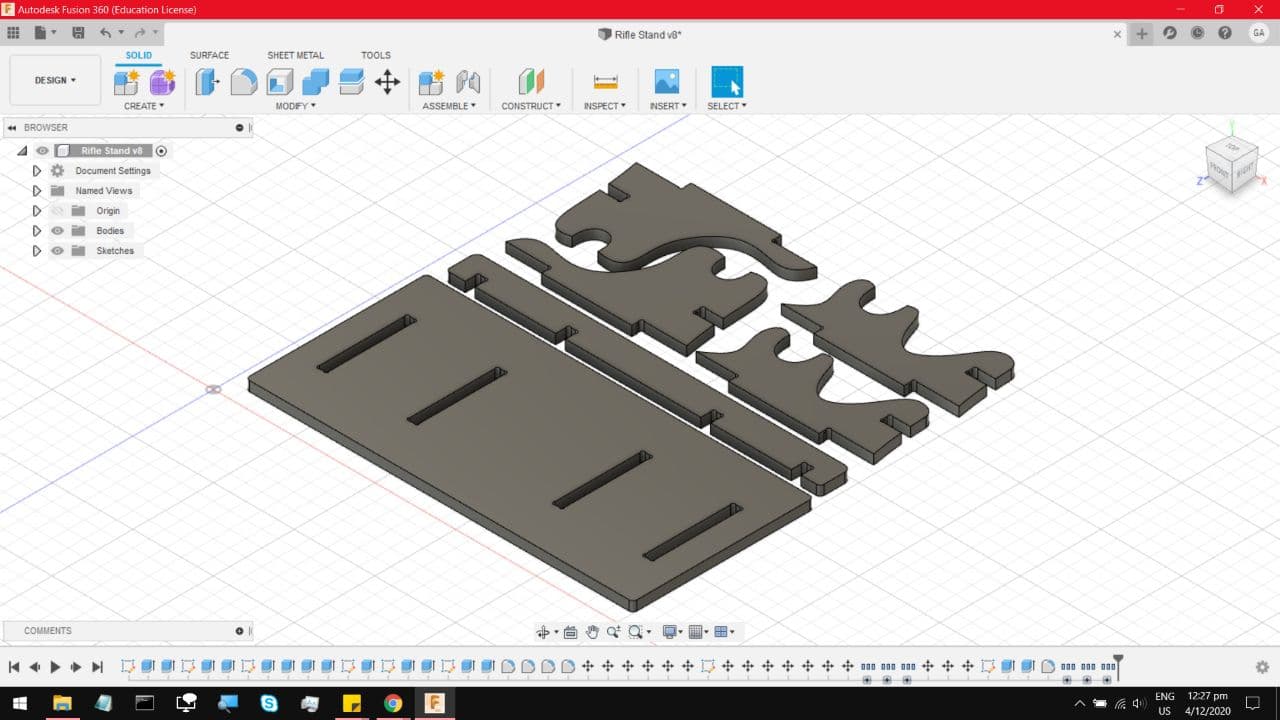 Autodesk Fusion 360 (Education License)
Rifle Stand v8*
GA
DESIGN
SOLID
SURFACE
SHEET METAL
TOOLS
CREATE
MODIFY
ASSEMBLE
CONSTRUCT
INSPECT
INSERT
SELECT
BROWSER
Rifle Stand v8
Document Settings
Named Views
Origin
Bodies
Sketches
Y
TOP
FRONT
RIGHT
Z
X
COMMENTS
ENG
US
12:27 pm
4/12/2020